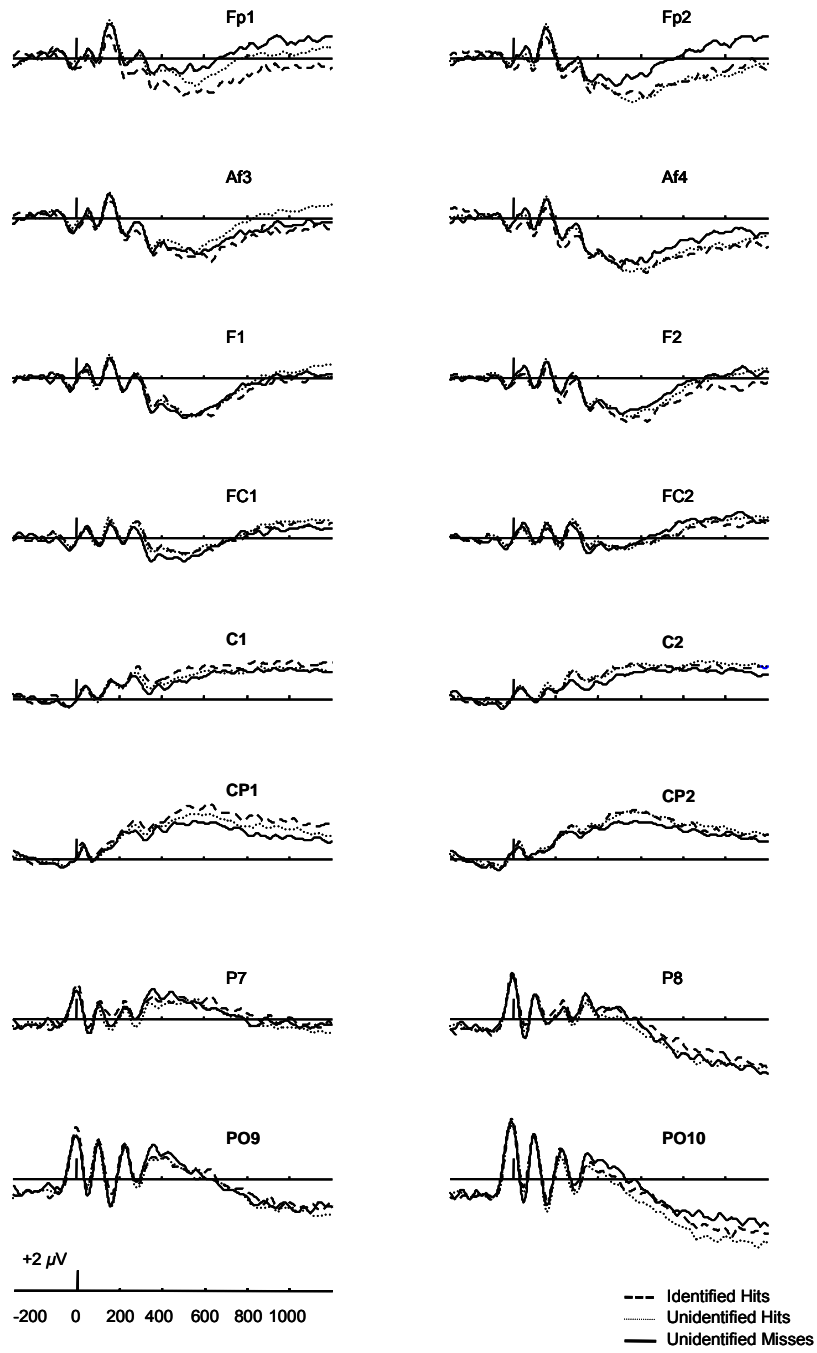 Fp1 Fp2
Af3 Af4
F1 F2
FC1 FC2
C1 C2
CP1 CP2
P7 P8
PO9 PO10
+2 µV
-200 0 200 400 600 800 1000
Identified Hits
Unidentified Hits
Unidentified Misses